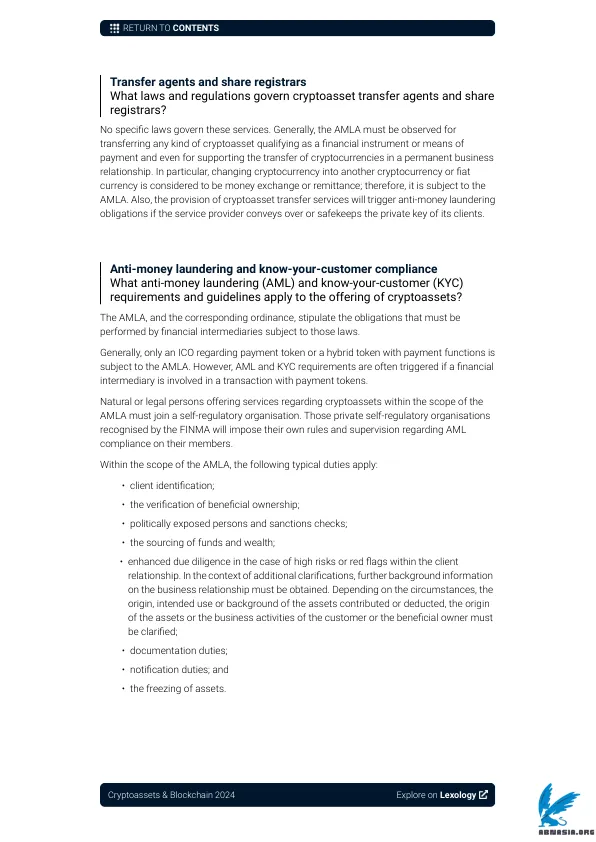 RETURN TO CONTENTS
Transfer agents and share registrars
What laws and regulations govern cryptoasset transfer agents and share
registrars?
No specific laws govern these services. Generally, the AMLA must be observed for
transferring any kind of cryptoasset qualifying as a financial instrument or means of
payment and even for supporting the transfer of cryptocurrencies in a permanent business
relationship. In particular, changing cryptocurrency into another cryptocurrency or fiat
currency is considered to be money exchange or remittance; therefore, it is subject to the
AMLA. Also, the provision of cryptoasset transfer services will trigger anti-money laundering
obligations if the service provider conveys over or safekeeps the private key of its clients.
Anti-money laundering and know-your-customer compliance
What anti-money laundering (AML) and know-your-customer (KYC)
requirements and guidelines apply to the offering of cryptoassets?
The AMLA, and the corresponding ordinance, stipulate the obligations that must be
performed by financial intermediaries subject to those laws.
Generally, only an ICO regarding payment token or a hybrid token with payment functions is
subject to the AMLA. However, AML and KYC requirements are often triggered if a financial
intermediary is involved in a transaction with payment tokens.
Natural or legal persons offering services regarding cryptoassets within the scope of the
AMLA must join a self-regulatory organisation. Those private self-regulatory organisations
recognised by the FINMA will impose their own rules and supervision regarding AML
compliance on their members.
Within the scope of the AMLA, the following typical duties apply:
• client identification;
• the verification of beneficial ownership;
• politically exposed persons and sanctions checks;
• the sourcing of funds and wealth;
• enhanced due diligence in the case of high risks or red flags within the client
relationship. In the context of additional clarifications, further background information
on the business relationship must be obtained. Depending on the circumstances, the
origin, intended use or background of the assets contributed or deducted, the origin
of the assets or the business activities of the customer or the beneficial owner must
be clarified;
• documentation duties;
• notification duties; and
• the freezing of assets.
Cryptoassets & Blockchain 2024
Explore on Lexology
ABNASIA.ORG